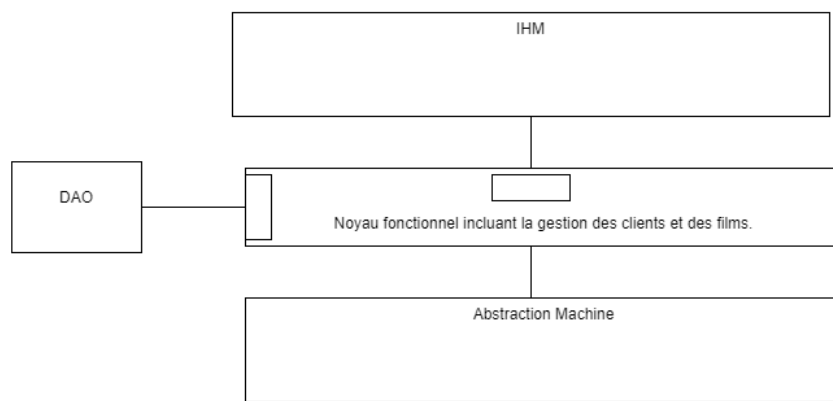 IHM
DAO
Noyau fonctionnel incluant la gestion des clients et des films.
Abstraction Machine